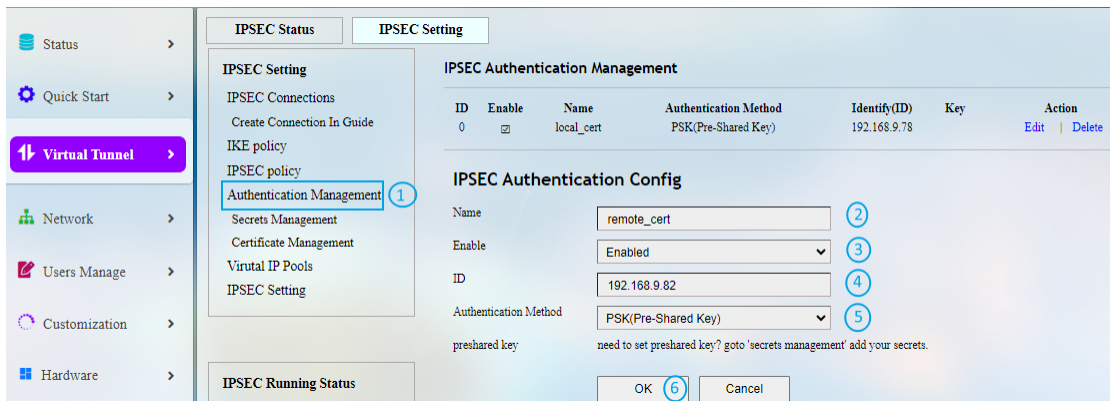 Status
Quick Start
Virtual Tunnel
Network
Users Manage
Customization
Hardware
IPSEC Status
IPSEC Setting
IPSEC Setting
IPSEC Connections
Create Connection In Guide
IKE policy
IPSEC policy
Authentication Management 1
Secrets Management
Certificate Management
Virutal IP Pools
IPSEC Setting
IPSEC Running Status
IPSEC Authentication Management
ID Enable Name Authentication Method Identify(ID) Key Action
0 local_cert PSK(Pre-Shared Key) 192.168.9.78 Edit | Delete
IPSEC Authentication Config
Name remote_cert 2
Enable Enabled 3
ID 192.168.9.82 4
Authentication Method PSK(Pre-Shared Key) 5
preshared key need to set preshared key? goto 'secrets management' add your secrets.
OK 6 Cancel